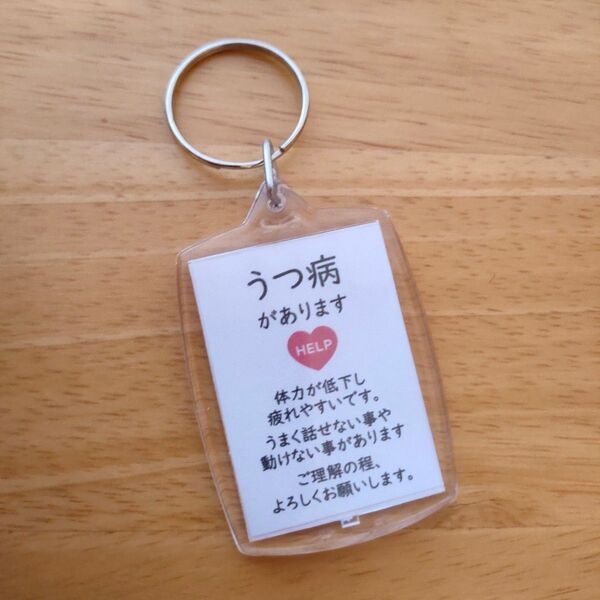 うつ病
があります
HELP
体力が低下し
疲れやすいです。
うまく話せない事や
動けない事があります
ご理解の程、
よろしくお願いします。